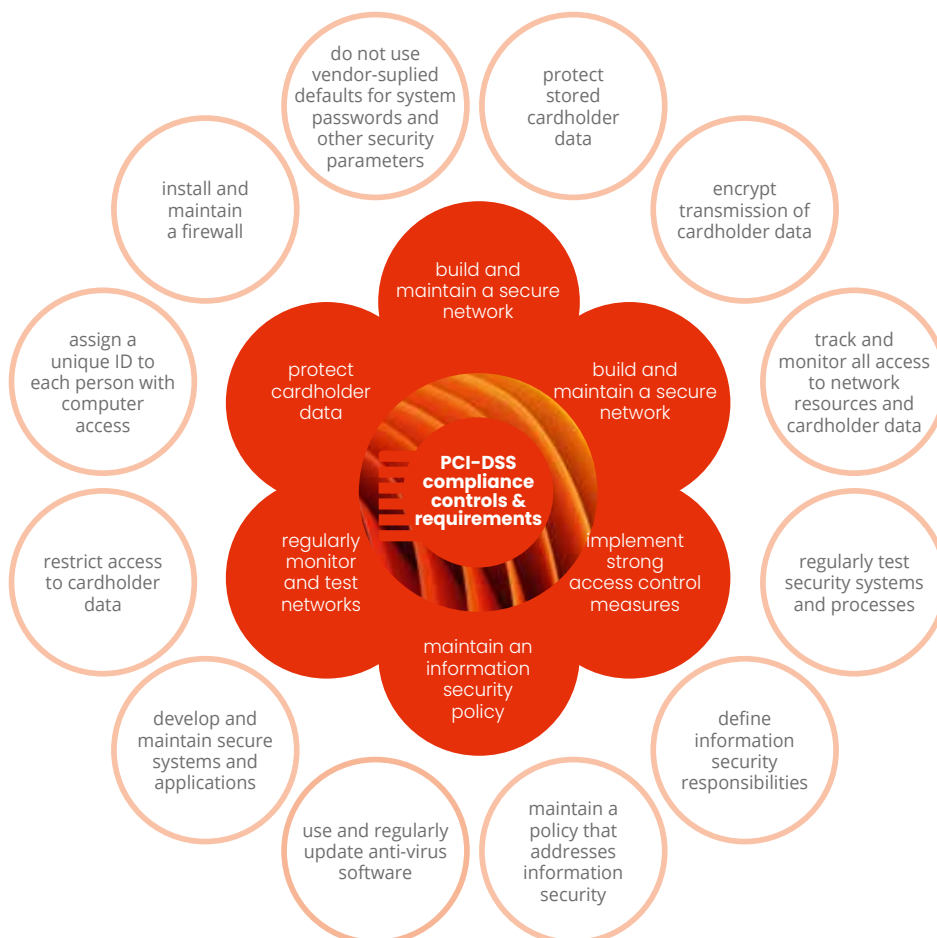 do not use
vendor-suplied
defaults for system
passwords and
other security
parameters
protect
stored
cardholder
data
encrypt
transmission of
cardholder data
track and
monitor all access
to network
resources and
cardholder data
regularly test
security systems
and processes
define
information
security
responsibilities
maintain a
policy that
addresses
information
security
use and regularly
update anti-virus
software
develop and
maintain secure
systems and
applications
restrict access
to cardholder
data
assign a
unique ID to
each person with
computer
access
install and
maintain
a firewall
build and
maintain a secure
network
build and
maintain a secure
network
implement
strong
access control
measures
maintain an
information
security
policy
regularly
monitor
and test
networks
protect
cardholder
data
PCI-DSS
compliance
controls &
requirements